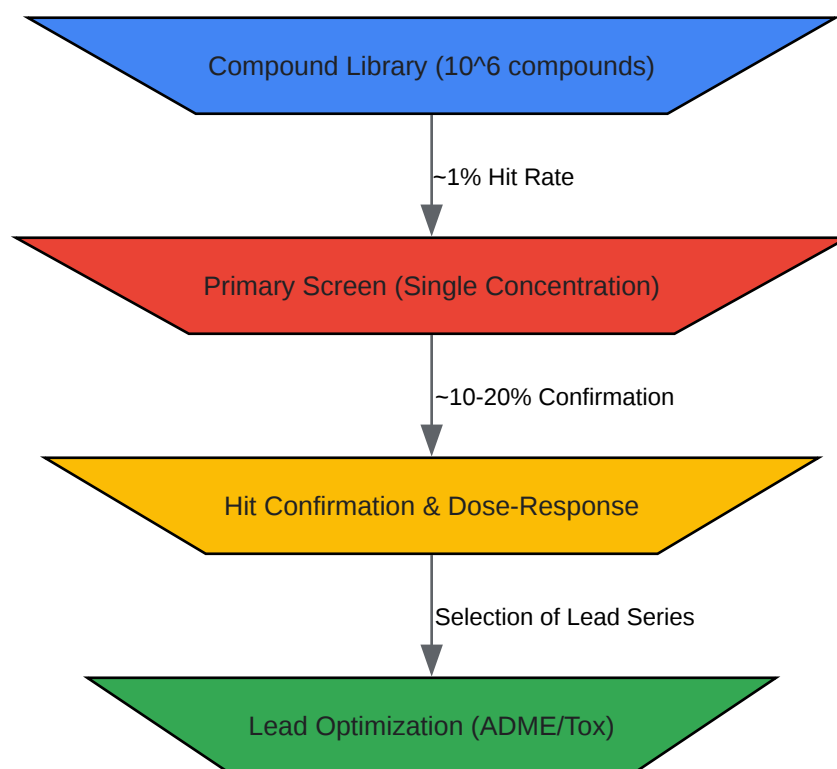 Compound Library (10^6 compounds)
~1% Hit Rate
Primary Screen (Single Concentration)
~10-20% Confirmation
Hit Confirmation & Dose-Response
Selection of Lead Series
Lead Optimization (ADME/Tox)